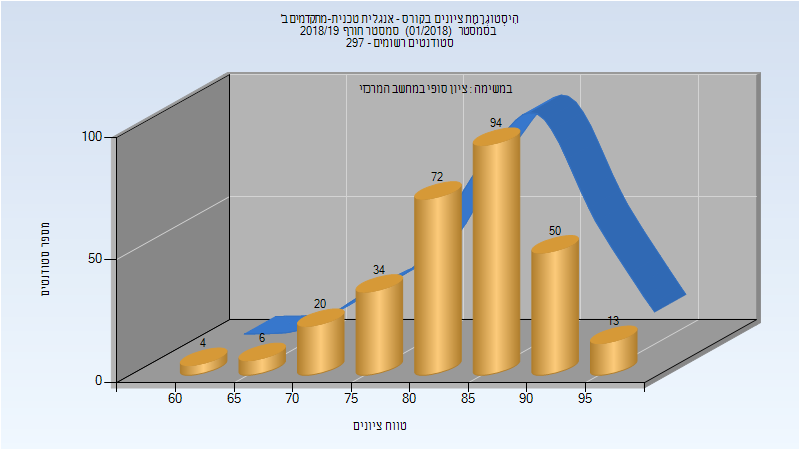 היסטוגרמת ציונים בקורס - אנגלית טכנית-מתקדמים ב'
בסמסטר (01/2018) סמסטר חורף 2018/19
סטודנטים רשומים - 297
במשימה : ציון סופי במחשב המרכזי
מספר סטודנטים
100
50
0
4
6
20
34
72
94
50
13
60 65 70 75 80 85 90 95
טווח ציונים